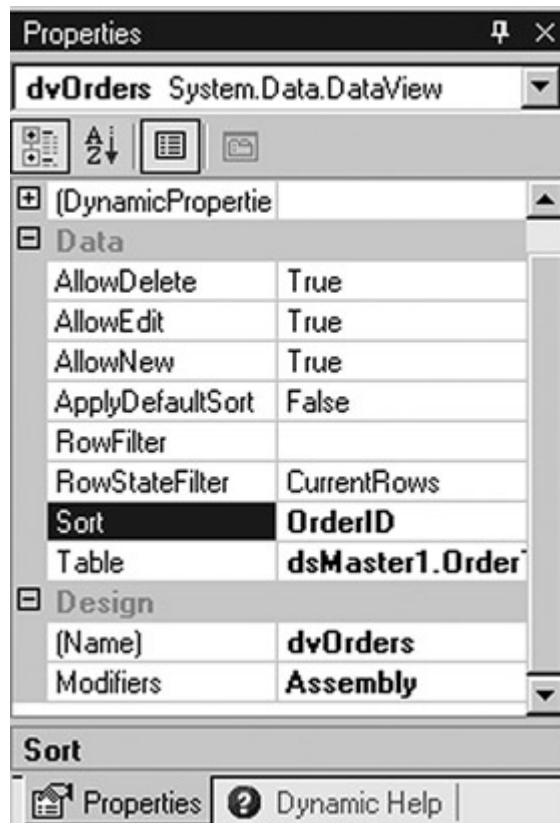 Properties
dvOrders System.Data.DataView
(DynamicPropertie
Data
AllowDelete True
AllowEdit True
AllowNew True
ApplyDefaultSort False
RowFilter
RowStateFilter CurrentRows
Sort OrderID
Table dsMaster1.Order
Design
(Name) dvOrders
Modifiers Assembly
Sort
Properties Dynamic Help